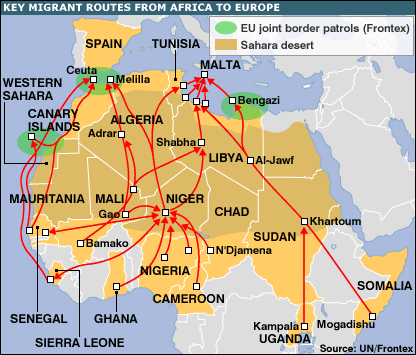 KEY MIGRANT ROUTES FROM AFRICA TO EUROPE
EU joint border patrols (Frontex)
Sahara desert
SPAIN
TUNISIA
MALTA
Ceuta
Melilla
WESTERN
SAHARA
Bengazi
CANARY
ISLANDS
ALGERIA
Adrar
Shabha
LIBYA
Al-Jawf
MAURITANIA
MALI
NIGER
Gao
CHAD
Khartoum
SUDAN
Bamako
N'Djamena
NIGERIA
SOMALIA
CAMEROON
SENEGAL
GHANA
Kampala
Mogadishu
UGANDA
SIERRA LEONE
Source: UN/Frontex